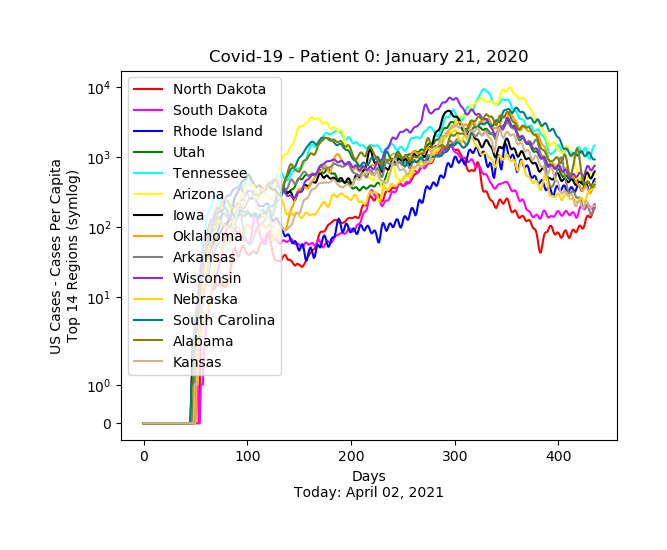 Covid-19 - Patient 0: January 21, 2020
US Cases - Cases Per Capita
Top 14 Regions (symlog)
10^4
10^3
10^2
10^1
10^0
0
North Dakota
South Dakota
Rhode Island
Utah
Tennessee
Arizona
Iowa
Oklahoma
Arkansas
Wisconsin
Nebraska
South Carolina
Alabama
Kansas
0 100 200 300 400
Days
Today: April 02, 2021